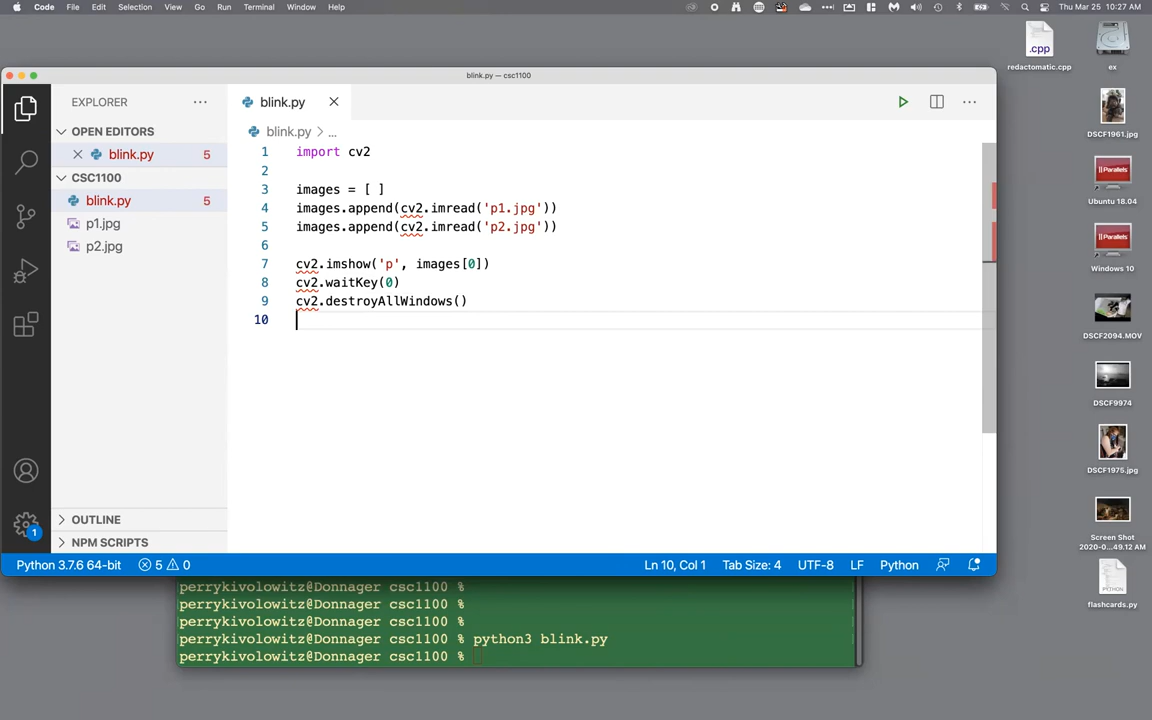 Code File Edit Selection View Go Run Terminal Window Help Thu Mar 25 10:27 AM
.cpp
redactomatic.cpp
ex
blink.py — csc1100
EXPLORER ...
blink.py
OPEN EDITORS
blink.py 5
blink.py > ...
CSC1100
blink.py 5
p1.jpg
p2.jpg
1 import cv2
2
3 images = [ ]
4 images.append(cv2.imread('p1.jpg'))
5 images.append(cv2.imread('p2.jpg'))
6
7 cv2.imshow('p', images[0])
8 cv2.waitKey(0)
9 cv2.destroyAllWindows()
10
DSCF1961.jpg
Parallels
Ubuntu 18.04
Parallels
Windows 10
DSCF2094.MOV
DSCF9974
DSCF1975.jpg
Screen Shot
2020-0...49.12 AM
PYTHON
flashcards.py
OUTLINE
NPM SCRIPTS
1
Python 3.7.6 64-bit 5 0 Ln 10, Col 1 Tab Size: 4 UTF-8 LF Python
perrykivolowitz@Donnager csc1100 %
perrykivolowitz@Donnager csc1100 %
perrykivolowitz@Donnager csc1100 %
perrykivolowitz@Donnager csc1100 % python3 blink.py
perrykivolowitz@Donnager csc1100 %